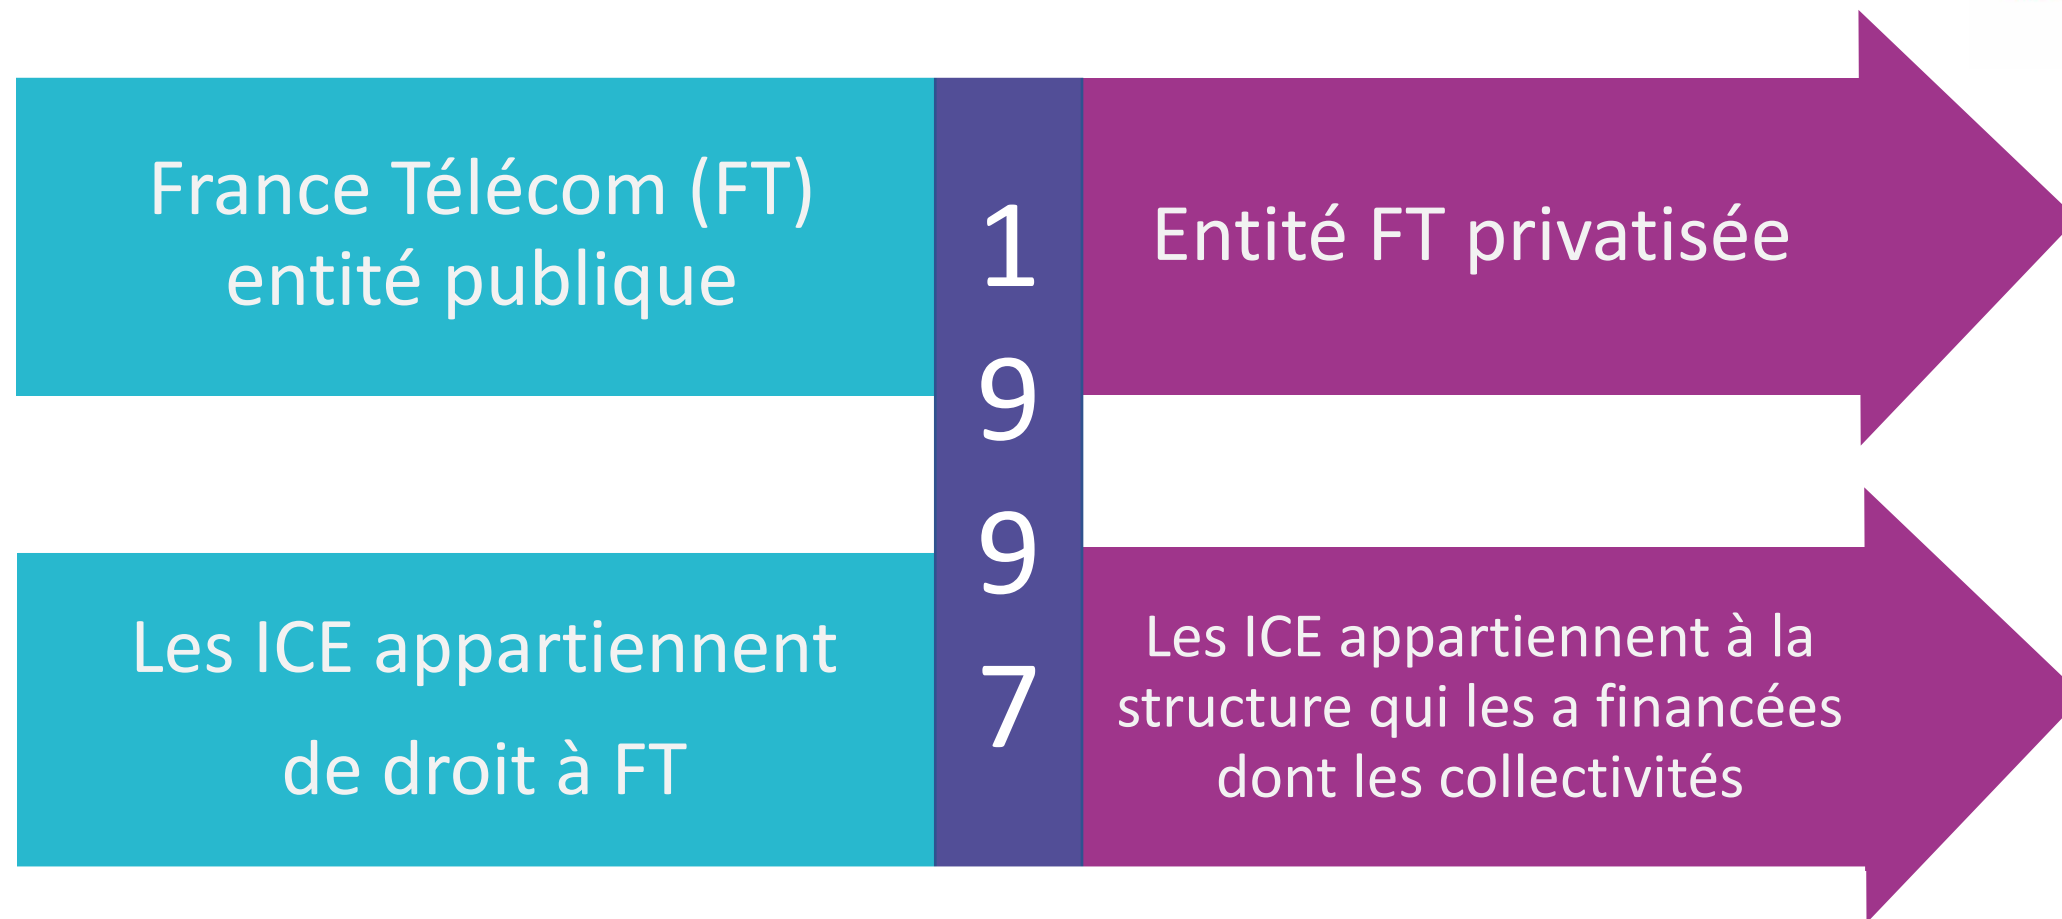 France Télécom (FT)
entité publique
1
9
9
7
Entité FT privatisée
Les ICE appartiennent
de droit à FT
Les ICE appartiennent à la
structure qui les a financées
dont les collectivités